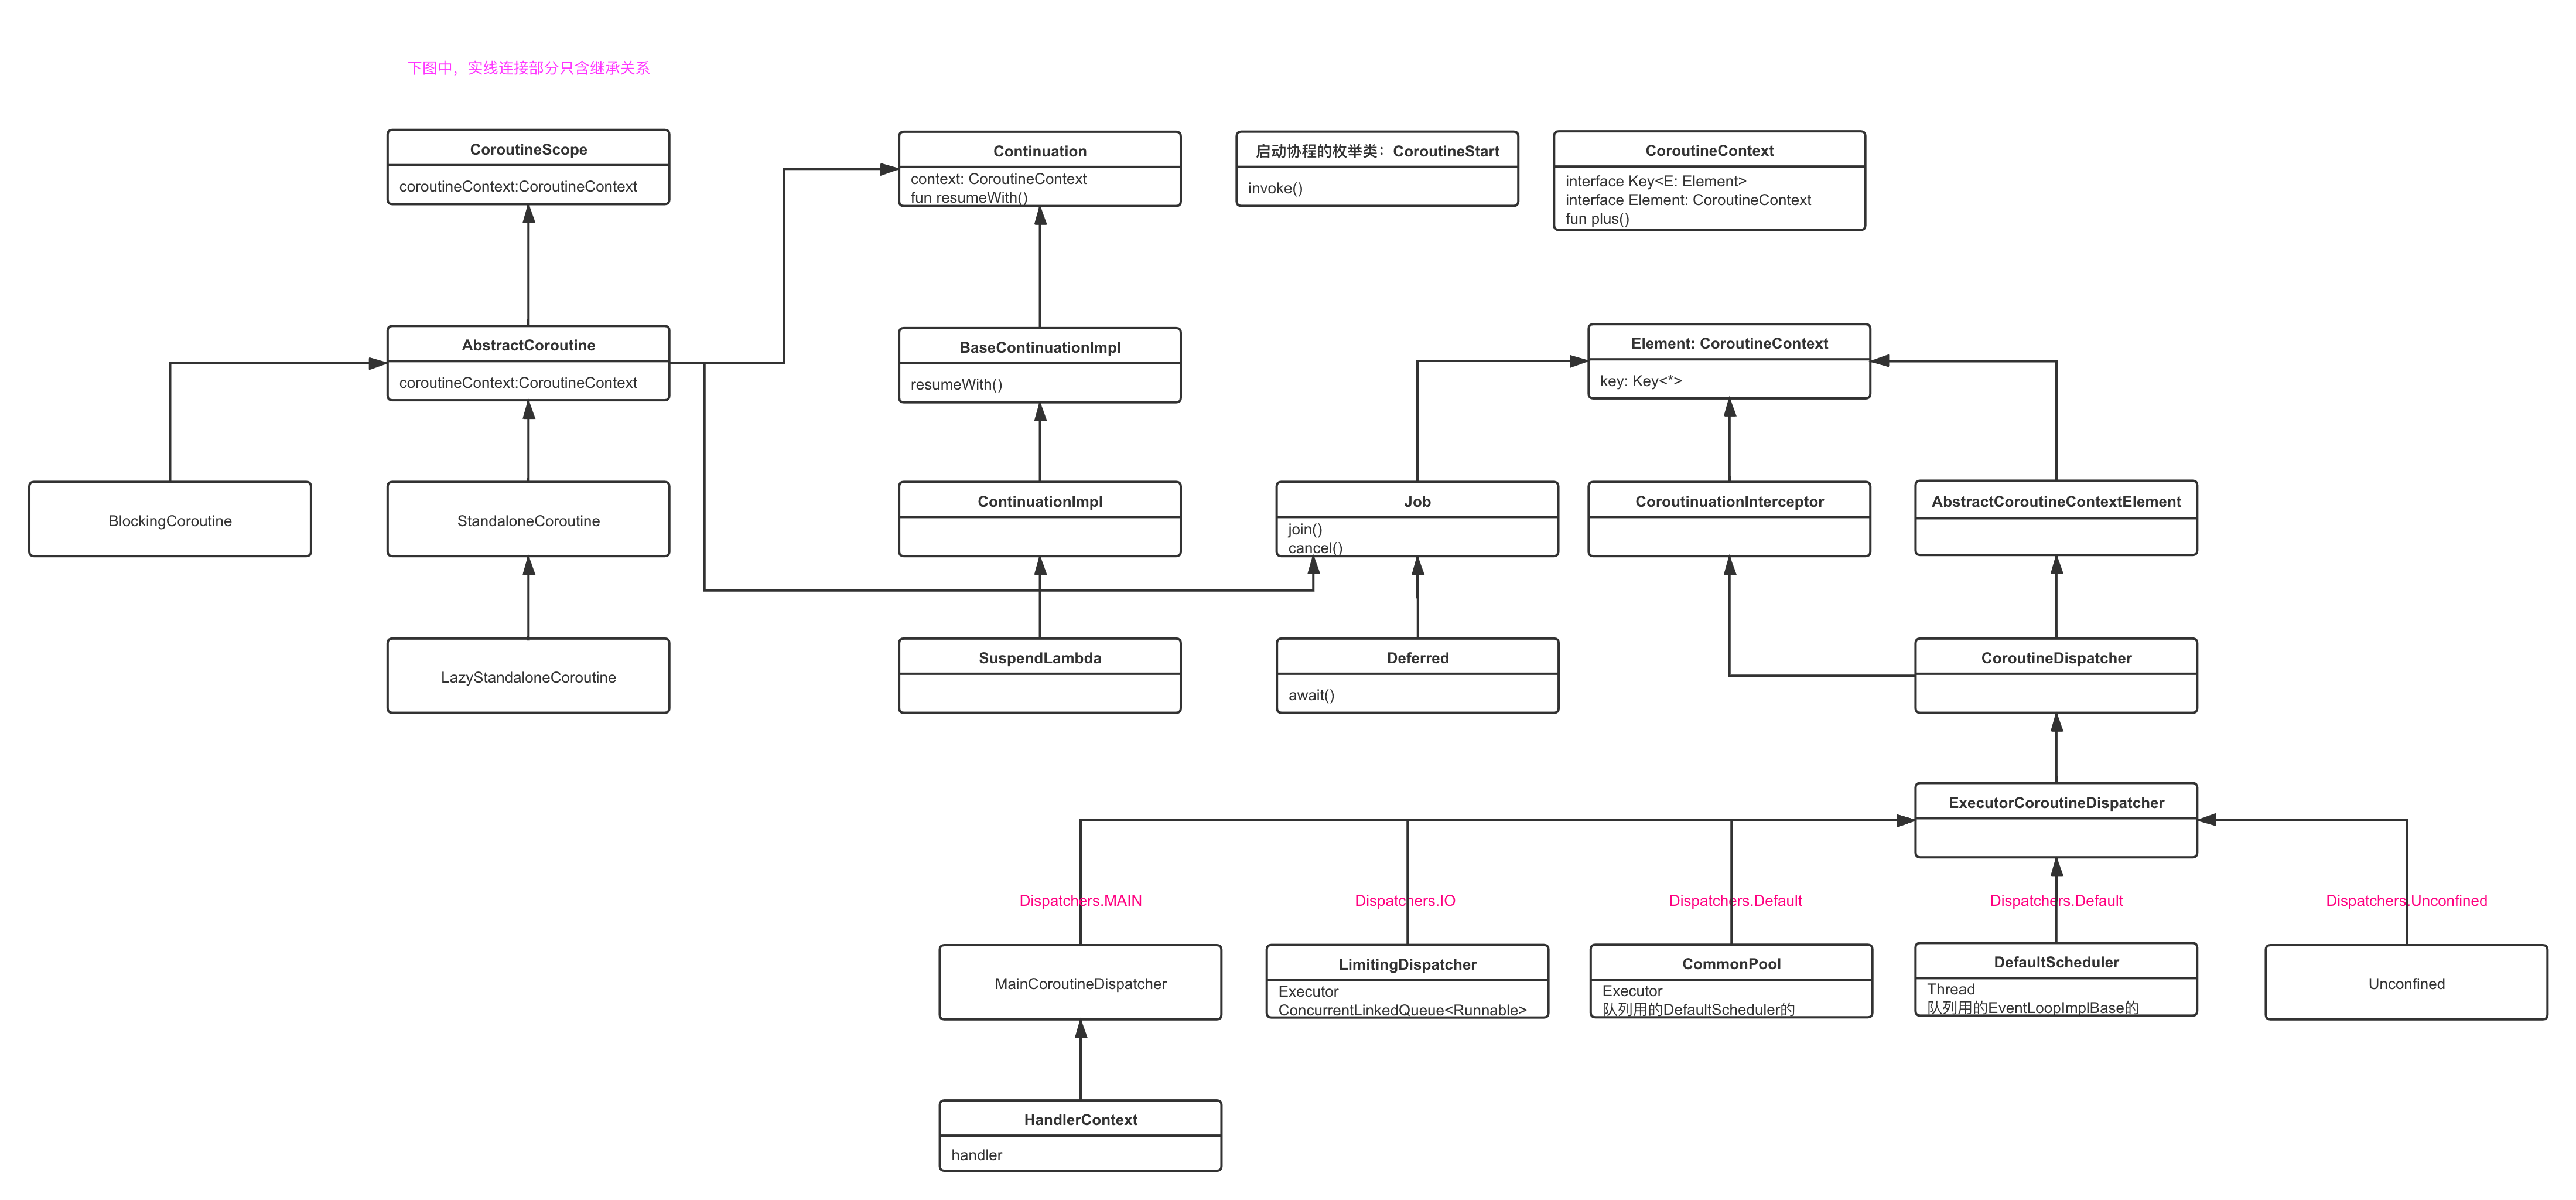 下图中，实线连接部分只含继承关系
CoroutineScope
coroutineContext:CoroutineContext
Continuation
context: CoroutineContext
fun resumeWith()
启动协程的枚举类：CoroutineStart
invoke()
CoroutineContext
interface Key<E: Element>
interface Element: CoroutineContext
fun plus()
AbstractCoroutine
coroutineContext:CoroutineContext
BaseContinuationImpl
resumeWith()
Element: CoroutineContext
key: Key<*>
BlockingCoroutine
StandaloneCoroutine
ContinuationImpl
Job
join()
cancel()
CoroutinuationInterceptor
AbstractCoroutineContextElement
LazyStandaloneCoroutine
SuspendLambda
Deferred
await()
CoroutineDispatcher
ExecutorCoroutineDispatcher
Dispatchers.MAIN
Dispatchers.IO
Dispatchers.Default
Dispatchers.Default
Dispatchers.Unconfined
MainCoroutineDispatcher
LimitingDispatcher
Executor
ConcurrentLinkedQueue<Runnable>
CommonPool
Executor
队列用的DefaultScheduler的
DefaultScheduler
Thread
队列用的EventLoopImplBase的
Unconfined
HandlerContext
handler